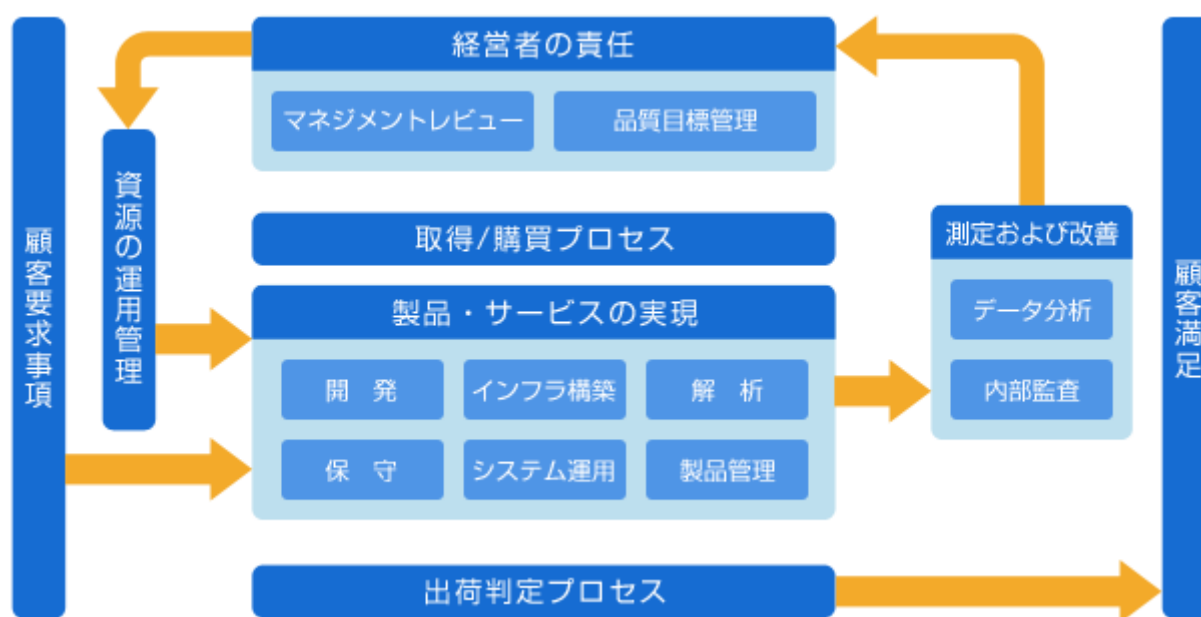 顧客要求事項
資源の運用管理
経営者の責任
マネジメントレビュー
品質目標管理
取得/購買プロセス
製品・サービスの実現
開 発
インフラ構築
解 析
保 守
システム運用
製品管理
出荷判定プロセス
測定および改善
データ分析
内部監査
顧客満足